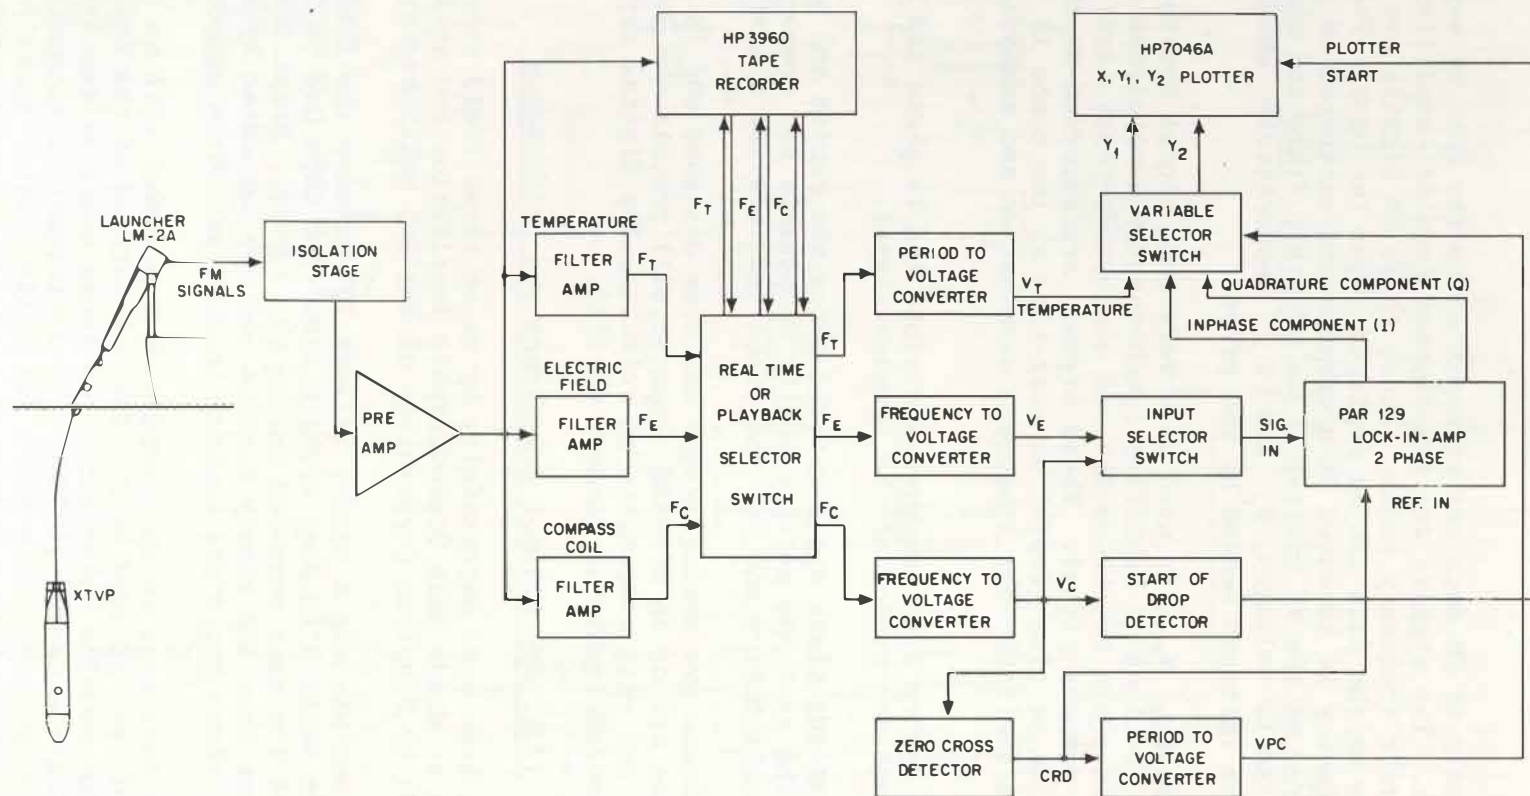 HP 3960
TAPE
RECORDER
HP7046A
X, Y1, Y2 PLOTTER
PLOTTER
START
Y1
Y2
LAUNCHER
LM-2A
FM
SIGNALS
ISOLATION
STAGE
TEMPERATURE
FILTER
AMP
FT
FT
FE
FC
PERIOD TO
VOLTAGE
CONVERTER
VT
TEMPERATURE
VARIABLE
SELECTOR
SWITCH
QUADRATURE COMPONENT (Q)
INPHASE COMPONENT (I)
PRE
AMP
ELECTRIC
FIELD
FILTER
AMP
FE
REAL TIME
OR
PLAYBACK
SELECTOR
SWITCH
FT
FE
FREQUENCY TO
VOLTAGE
CONVERTER
VE
INPUT
SELECTOR
SWITCH
SIG.
IN
PAR 129
LOCK-IN-AMP
2 PHASE
REF. IN
COMPASS
COIL
FILTER
AMP
FC
FC
FREQUENCY TO
VOLTAGE
CONVERTER
VC
START OF
DROP
DETECTOR
XTVP
ZERO CROSS
DETECTOR
CRD
PERIOD TO
VOLTAGE
CONVERTER
VPC